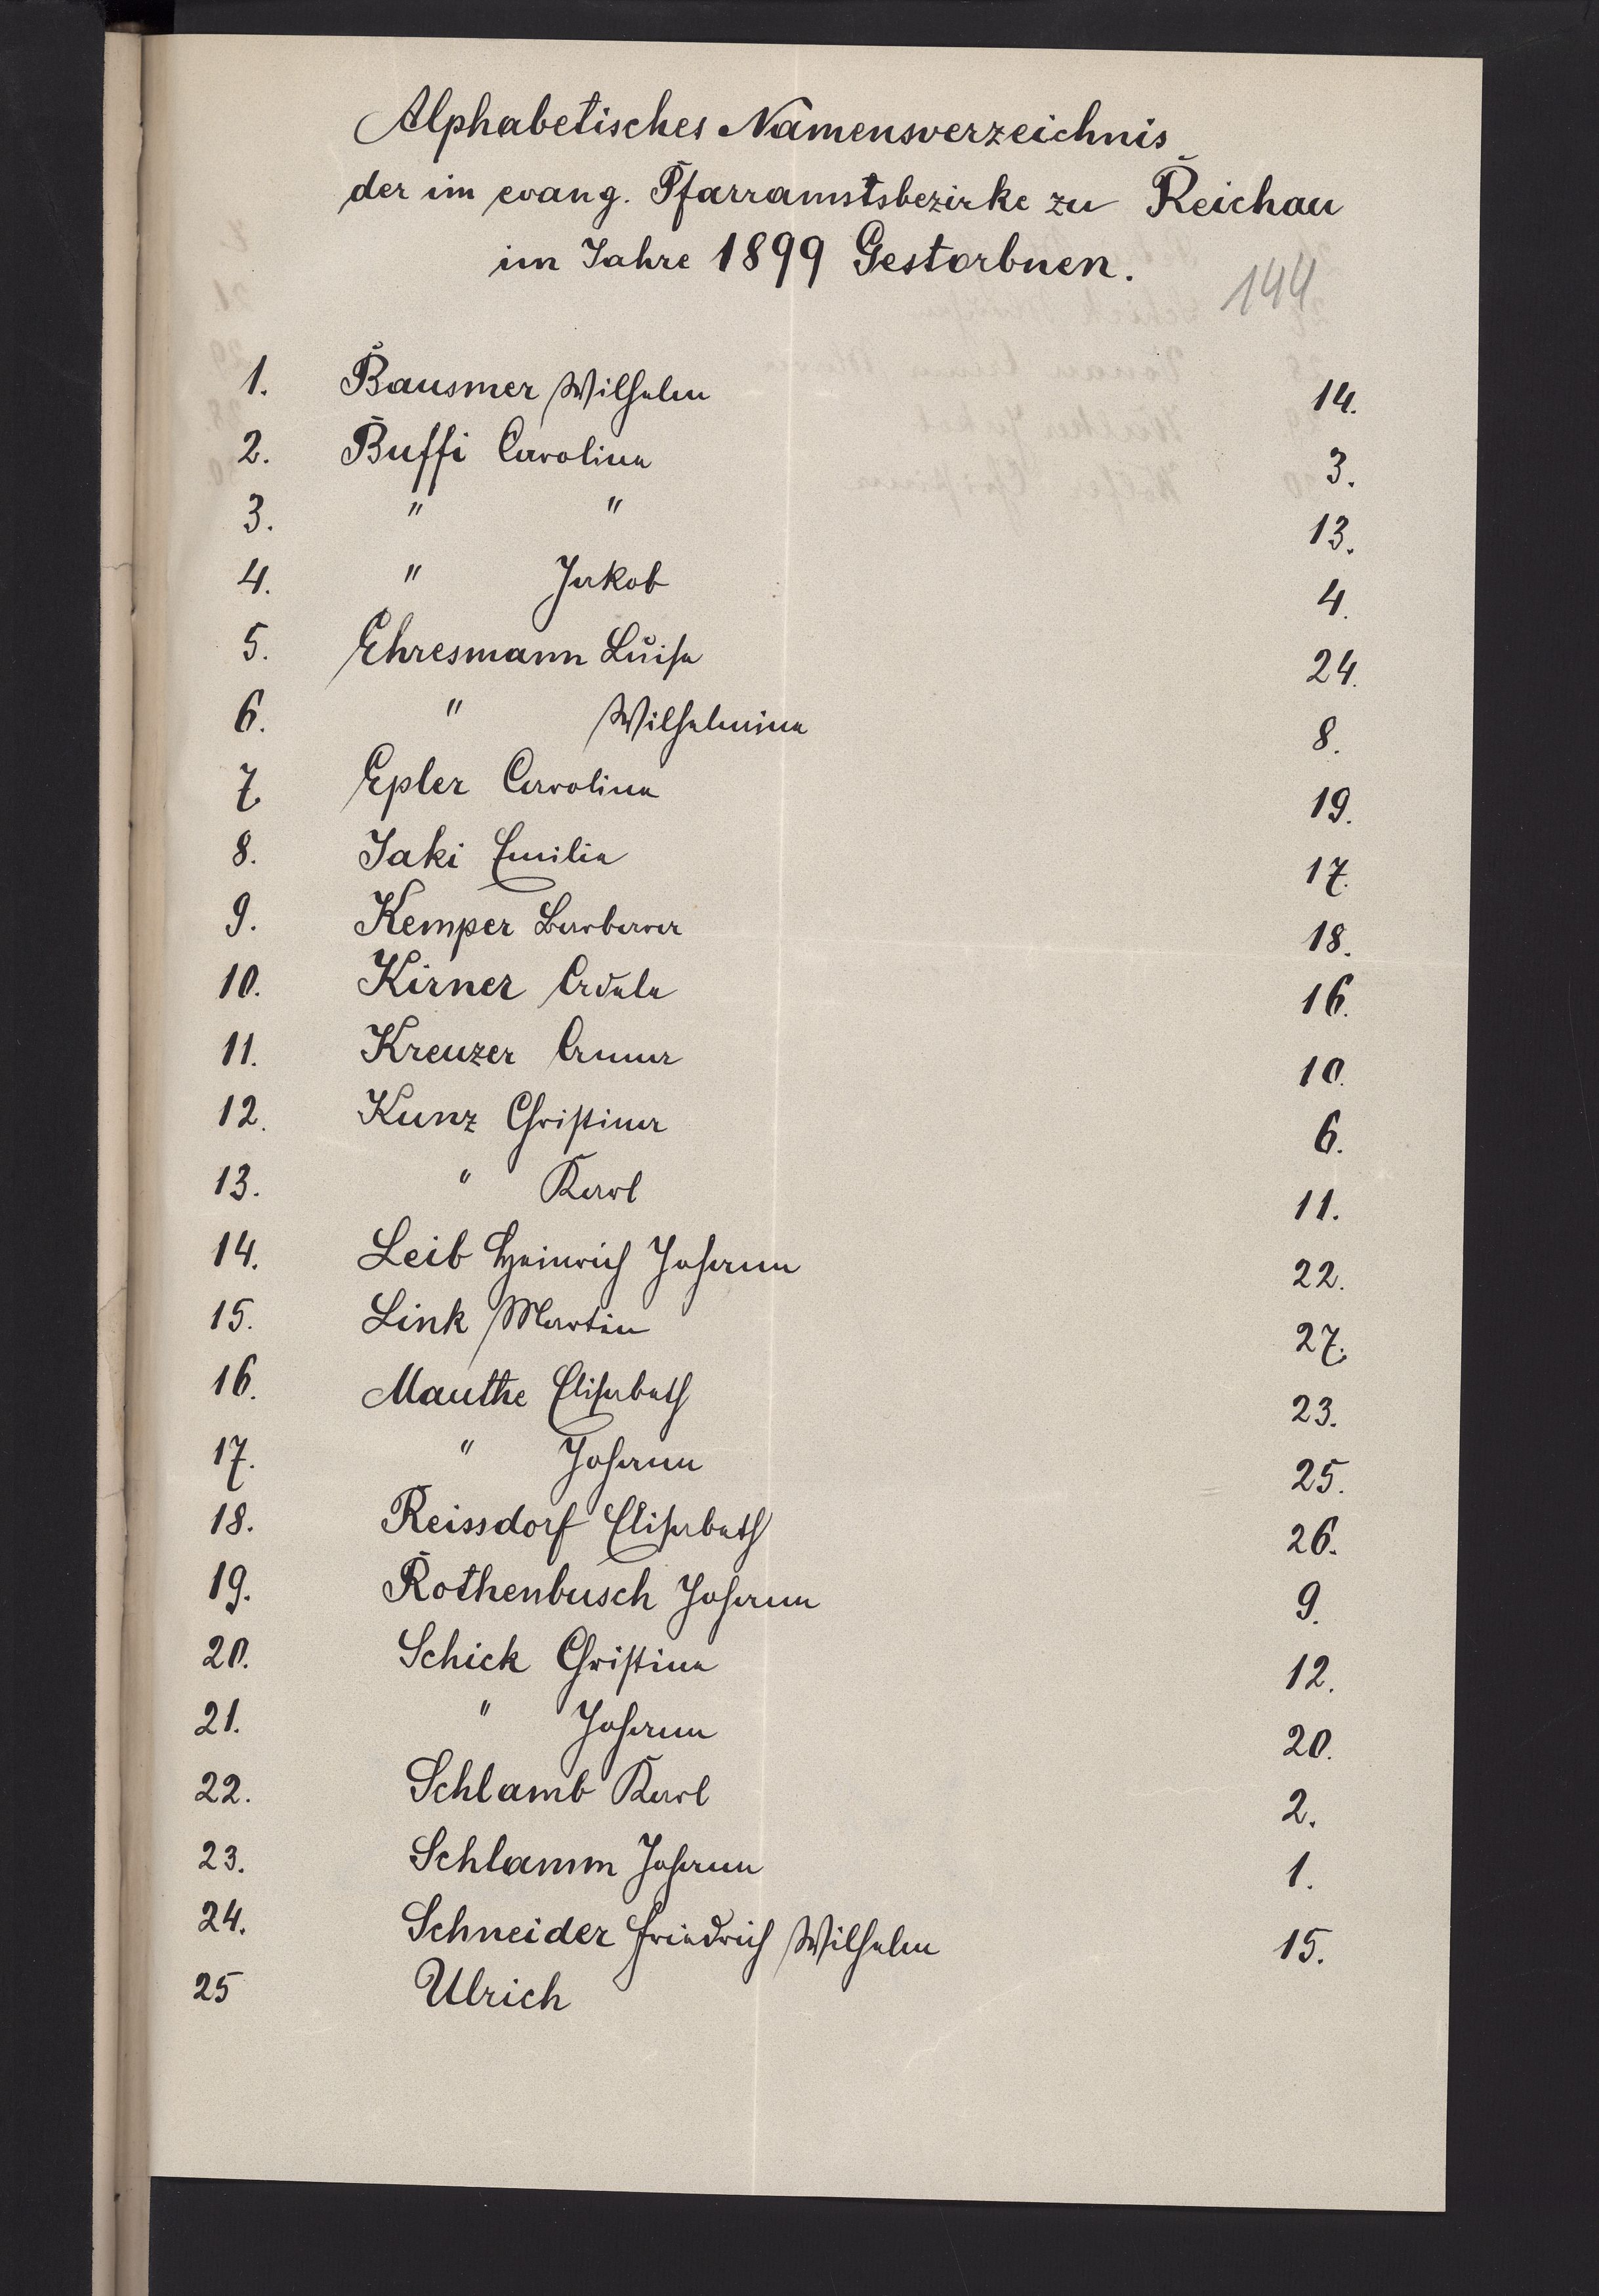 Alphabetisches Namensverzeichnis
der im evang. Pfarramstsbezirke zu Reichau
im Jahre 1899 Gestorbnen.
144
1. Bausmer Wilhelm 14.
2. Buffi Carolina 3.
3. " " 13.
4. " Jakob 4.
5. Ehresmann Luise 24.
6. " Wilhelmina 8.
7. Epler Carolina 19.
8. Jaki Emilia 17.
9. Kemper Barbara 18.
10. Kirner Adele 16.
11. Kreuzer Anna 10.
12. Kunz Christina 6.
13. " Karl 11.
14. Leib Heinrich Johann 22.
15. Link Martin 27.
16. Mauthe Elisabeth 23.
17. " Johann 25.
18. Reissdorf Elisabeth 26.
19. Rothenbusch Johann 9.
20. Schick Christina 12.
21. " Johann 20.
22. Schlamb Karl 2.
23. Schlamm Johann 1.
24. Schneider Friedrich Wilhelm 15.
25 Ulrich